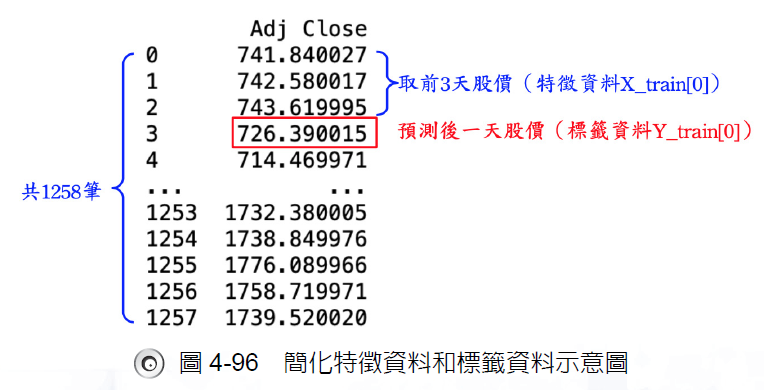 Adj Close
0 741.840027
1 742.580017
2 743.619995
取前3天股價（特徵資料X_train[0]）
3 726.390015
預測後一天股價（標籤資料Y_train[0]）
4 714.469971
共1258筆
... ...
1253 1732.380005
1254 1738.849976
1255 1776.089966
1256 1758.719971
1257 1739.520020
圖 4-96 簡化特徵資料和標籤資料示意圖